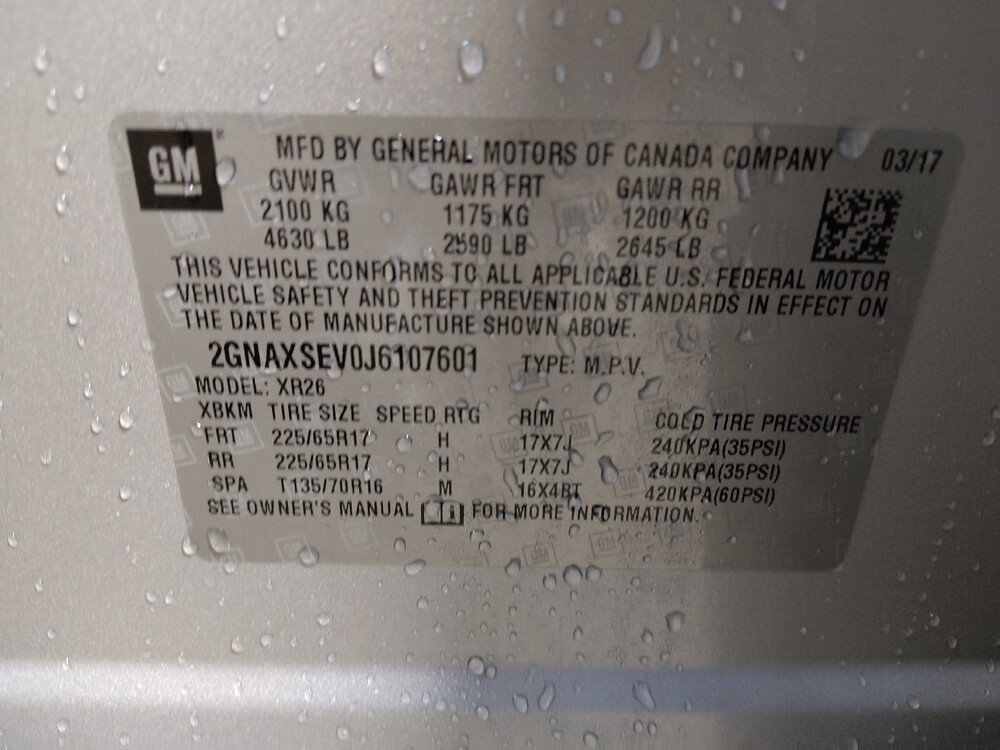 GM
MFD BY GENERAL MOTORS OF CANADA COMPANY 03/17
GVWR GAWR FRT GAWR RR
2100 KG 1175 KG 1200 KG
4630 LB 2590 LB 2645 LB
THIS VEHICLE CONFORMS TO ALL APPLICABLE U.S. FEDERAL MOTOR
VEHICLE SAFETY AND THEFT PREVENTION STANDARDS IN EFFECT ON
THE DATE OF MANUFACTURE SHOWN ABOVE.
2GNAXSEV0J6107601 TYPE: M.P.V.
MODEL: XR26
XBKM TIRE SIZE SPEED RTG RIM COLD TIRE PRESSURE
FRT 225/65R17 H 17X7J 240KPA(35PSI)
RR 225/65R17 H 17X7J 240KPA(35PSI)
SPA T135/70R16 M 16X4BT 420KPA(60PSI)
SEE OWNER'S MANUAL i FOR MORE INFORMATION.